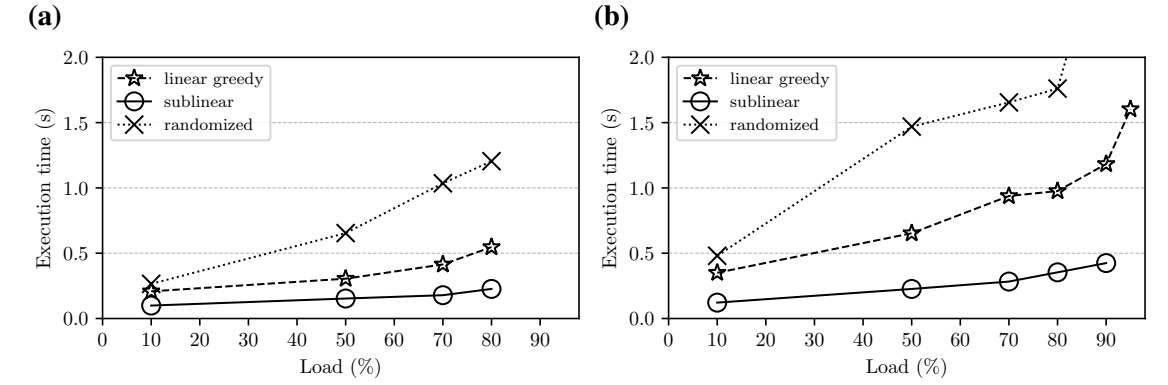 (a)
2.0
1.5
1.0
0.5
0.0
Execution time (s)
linear greedy
sublinear
randomized
0 10 20 30 40 50 60 70 80 90
Load (%)
(b)
2.0
1.5
1.0
0.5
0.0
Execution time (s)
linear greedy
sublinear
randomized
0 10 20 30 40 50 60 70 80 90
Load (%)